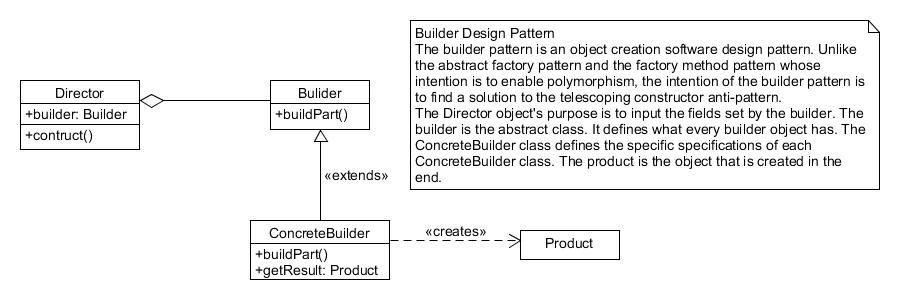 Builder Design Pattern
The builder pattern is an object creation software design pattern. Unlike
the abstract factory pattern and the factory method pattern whose
intention is to enable polymorphism, the intention of the builder pattern is
to find a solution to the telescoping constructor anti-pattern.
The Director object's purpose is to input the fields set by the builder. The
builder is the abstract class. It defines what every builder object has. The
ConcreteBuilder class defines the specific specifications of each
ConcreteBuilder class. The product is the object that is created in the
end.
Director
+builder: Builder
+contruct()
Bulider
+buildPart()
«extends»
ConcreteBuilder
+buildPart()
+getResult: Product
«creates»
Product